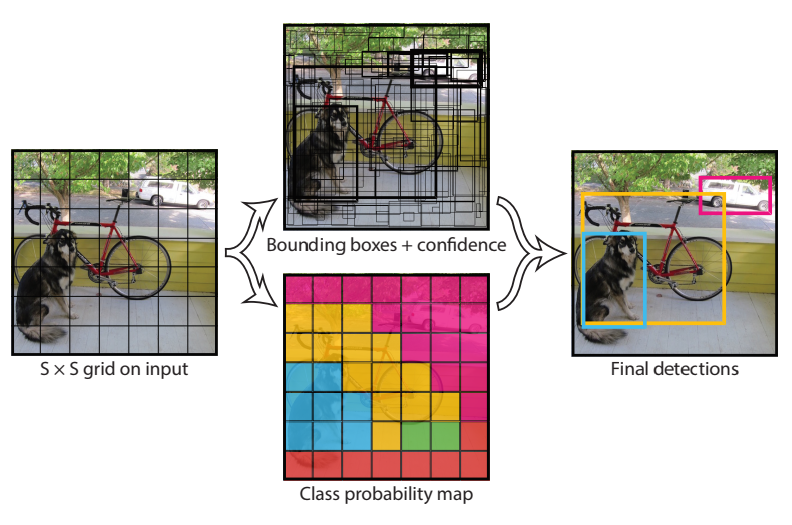 Bounding boxes + confidence
S × S grid on input
Final detections
Class probability map